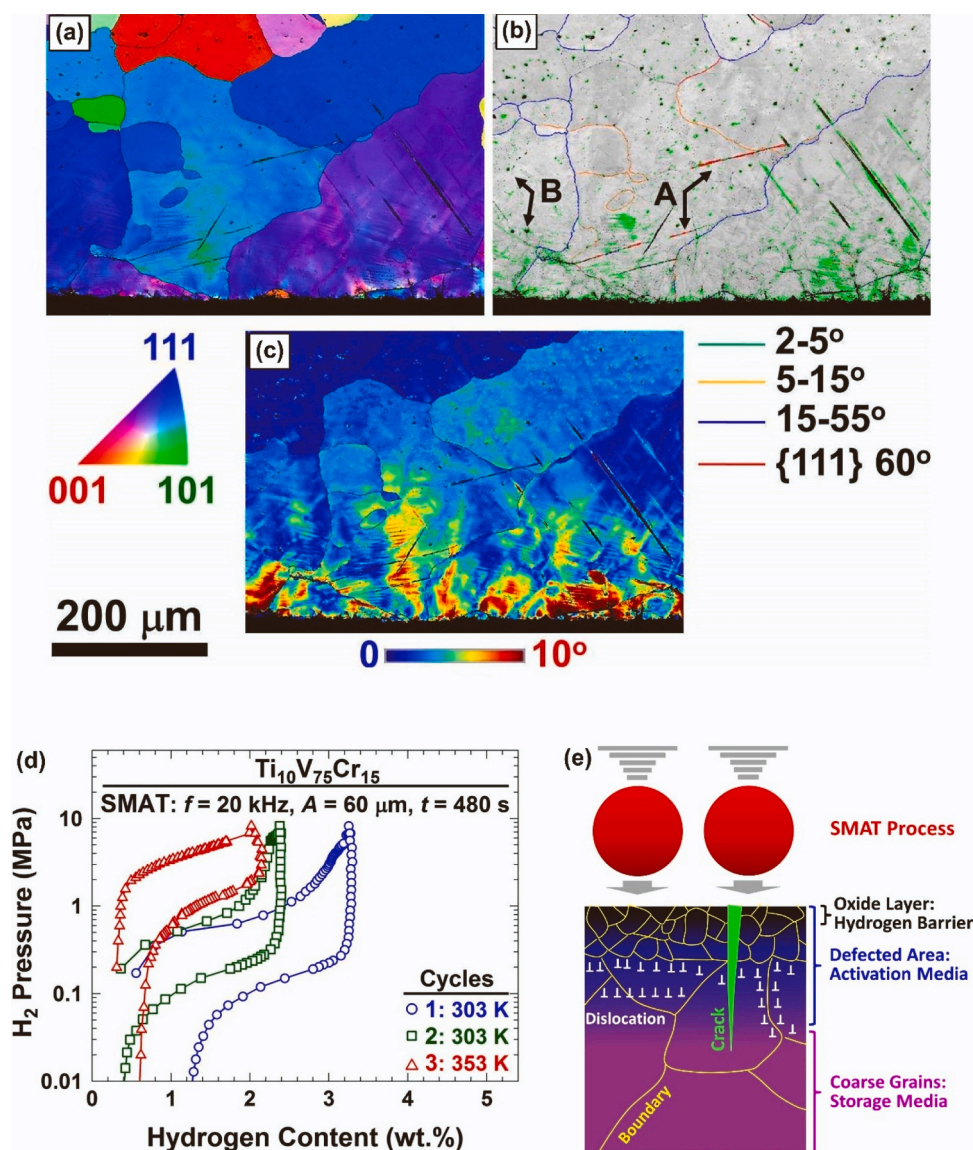 (a)
(b)
B
A
(c)
111
001
101
2-5°
5-15°
15-55°
{111} 60°
200 μm
0
10°
(d)
Ti₁₀V₇₅Cr₁₅
SMAT: f = 20 kHz, A = 60 μm, t = 480 s
H₂ Pressure (MPa)
10
1
0.1
0.01
Cycles
1: 303 K
2: 303 K
3: 353 K
0 1 2 3 4 5
Hydrogen Content (wt.%)
(e)
SMAT Process
Oxide Layer:
Hydrogen Barrier
Defected Area:
Activation Media
Dislocation
Crack
Coarse Grains:
Storage Media
Boundary